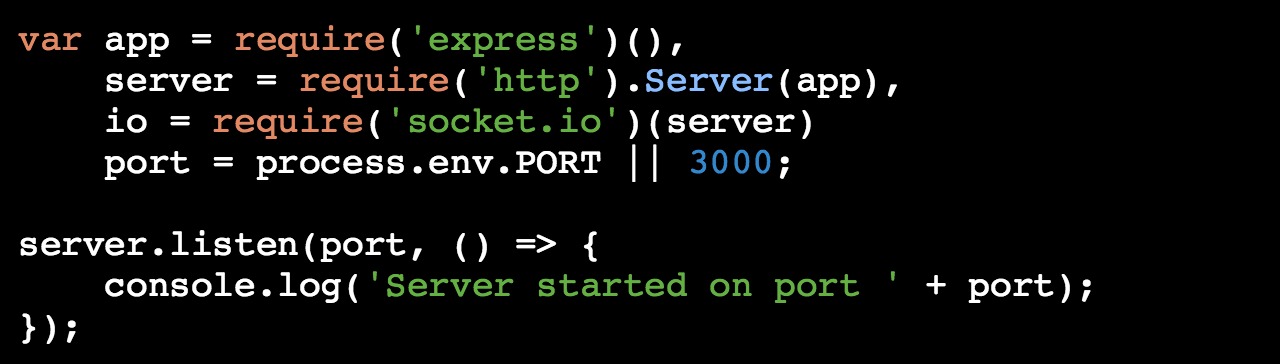 var app = require('express')(),
    server = require('http').Server(app),
    io = require('socket.io')(server)
    port = process.env.PORT || 3000;

server.listen(port, () => {
    console.log('Server started on port ' + port);
});